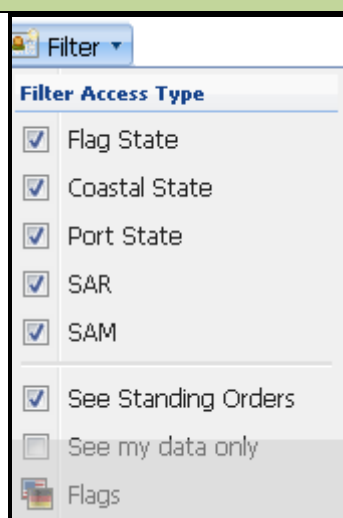 Filter
Filter Access Type
Flag State
Coastal State
Port State
SAR
SAM
See Standing Orders
See my data only
Flags